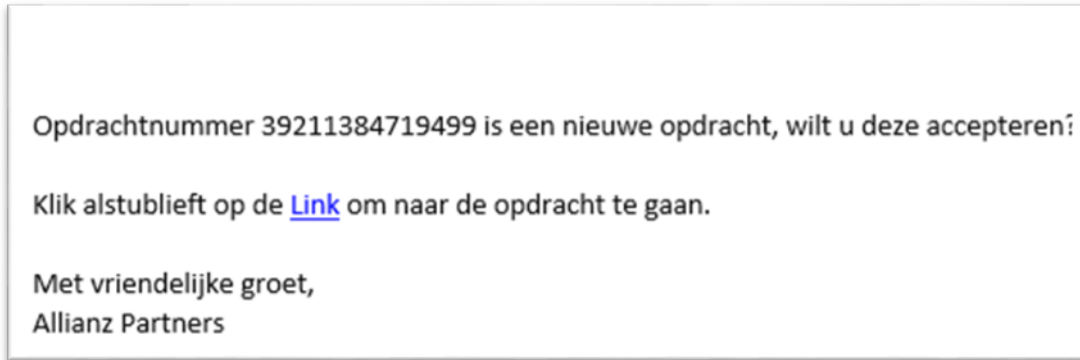 Opdrachtnummer 39211384719499 is een nieuwe opdracht, wilt u deze accepteren?
Klik alstublieft op de Link om naar de opdracht te gaan.
Met vriendelijke groet,
Allianz Partners